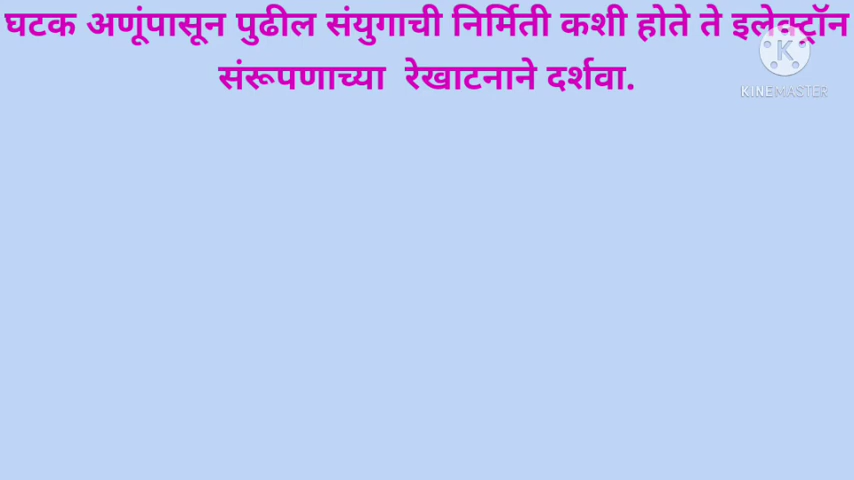 घटक अणूंपासून पुढील संयुगाची निर्मिती कशी होते ते इलेक्ट्रॉन
संरूपणाच्या रेखाटनाने दर्शवा.
K
KINEMASTER